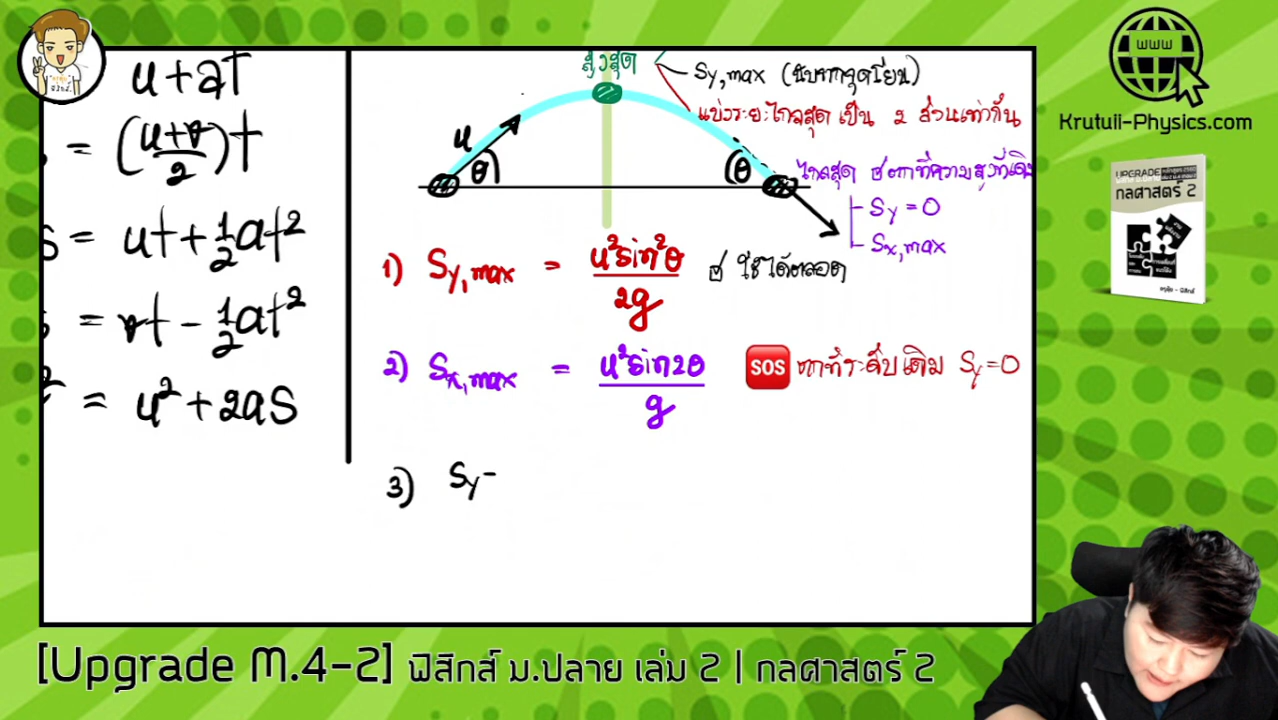 u+at
= (u+v/2)t
s = ut + 1/2at²
s = vt - 1/2at²
² = u² + 2as
สูงสุด
Sy,max (นับจากจุดโยน)
แบ่งระยะไกลสุด เป็น 2 ส่วนเท่ากัน
u
θ
θ
ไกลสุด ตกที่ความสูงที่เดิม
Sy = 0
Sx,max
1) Sy,max = u²sin²θ/2g ใช้ได้ตลอด
2) Sx,max = u²sin2θ/g SOS ตกที่ระดับเดิม Sy=0
3) Sy -
www
Krutuii-Physics.com
UPGRADE
กลศาสตร์ 2
[Upgrade M.4-2] ฟิสิกส์ ม.ปลาย เล่ม 2 | กลศาสตร์ 2